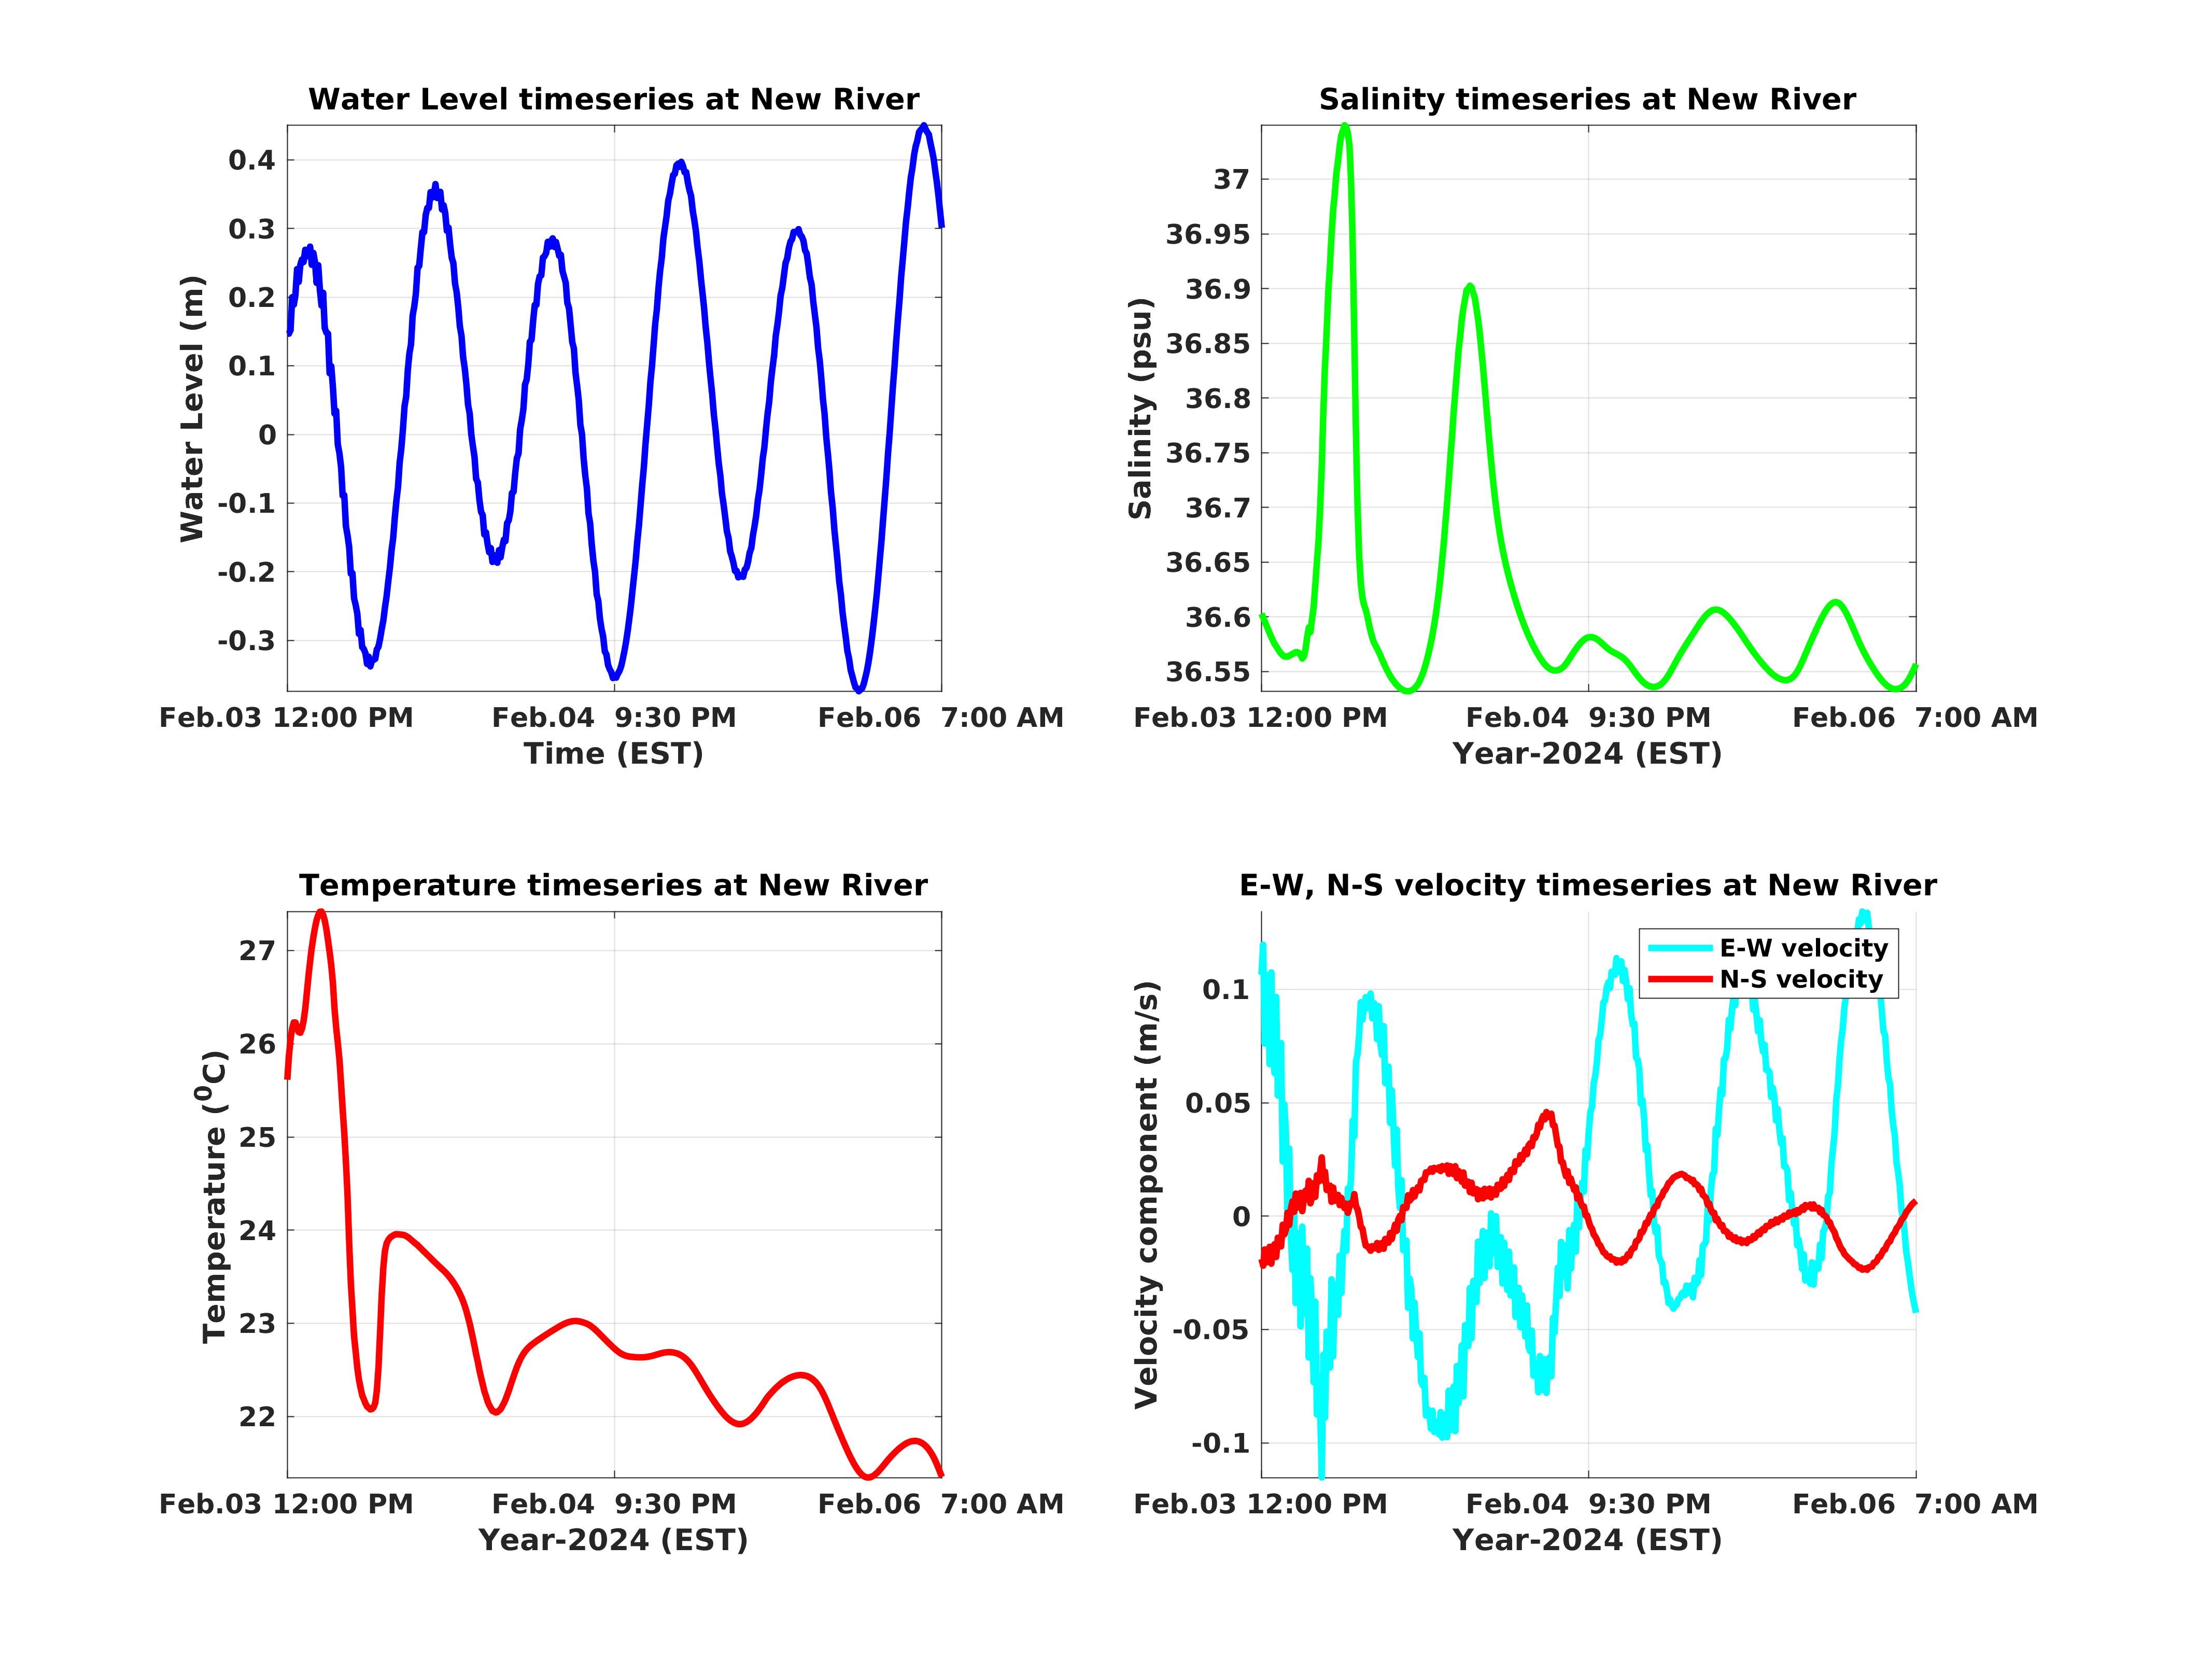 Water Level timeseries at New River
0.4
0.3
0.2
0.1
0
-0.1
-0.2
-0.3
Water Level (m)
Feb.03 12:00 PM Feb.04 9:30 PM Feb.06 7:00 AM
Time (EST)
Salinity timeseries at New River
37
36.95
36.9
36.85
36.8
36.75
36.7
36.65
36.6
36.55
Salinity (psu)
Feb.03 12:00 PM Feb.04 9:30 PM Feb.06 7:00 AM
Year-2024 (EST)
Temperature timeseries at New River
27
26
25
24
23
22
Temperature (⁰C)
Feb.03 12:00 PM Feb.04 9:30 PM Feb.06 7:00 AM
Year-2024 (EST)
E-W, N-S velocity timeseries at New River
E-W velocity
N-S velocity
0.1
0.05
0
-0.05
-0.1
Velocity component (m/s)
Feb.03 12:00 PM Feb.04 9:30 PM Feb.06 7:00 AM
Year-2024 (EST)